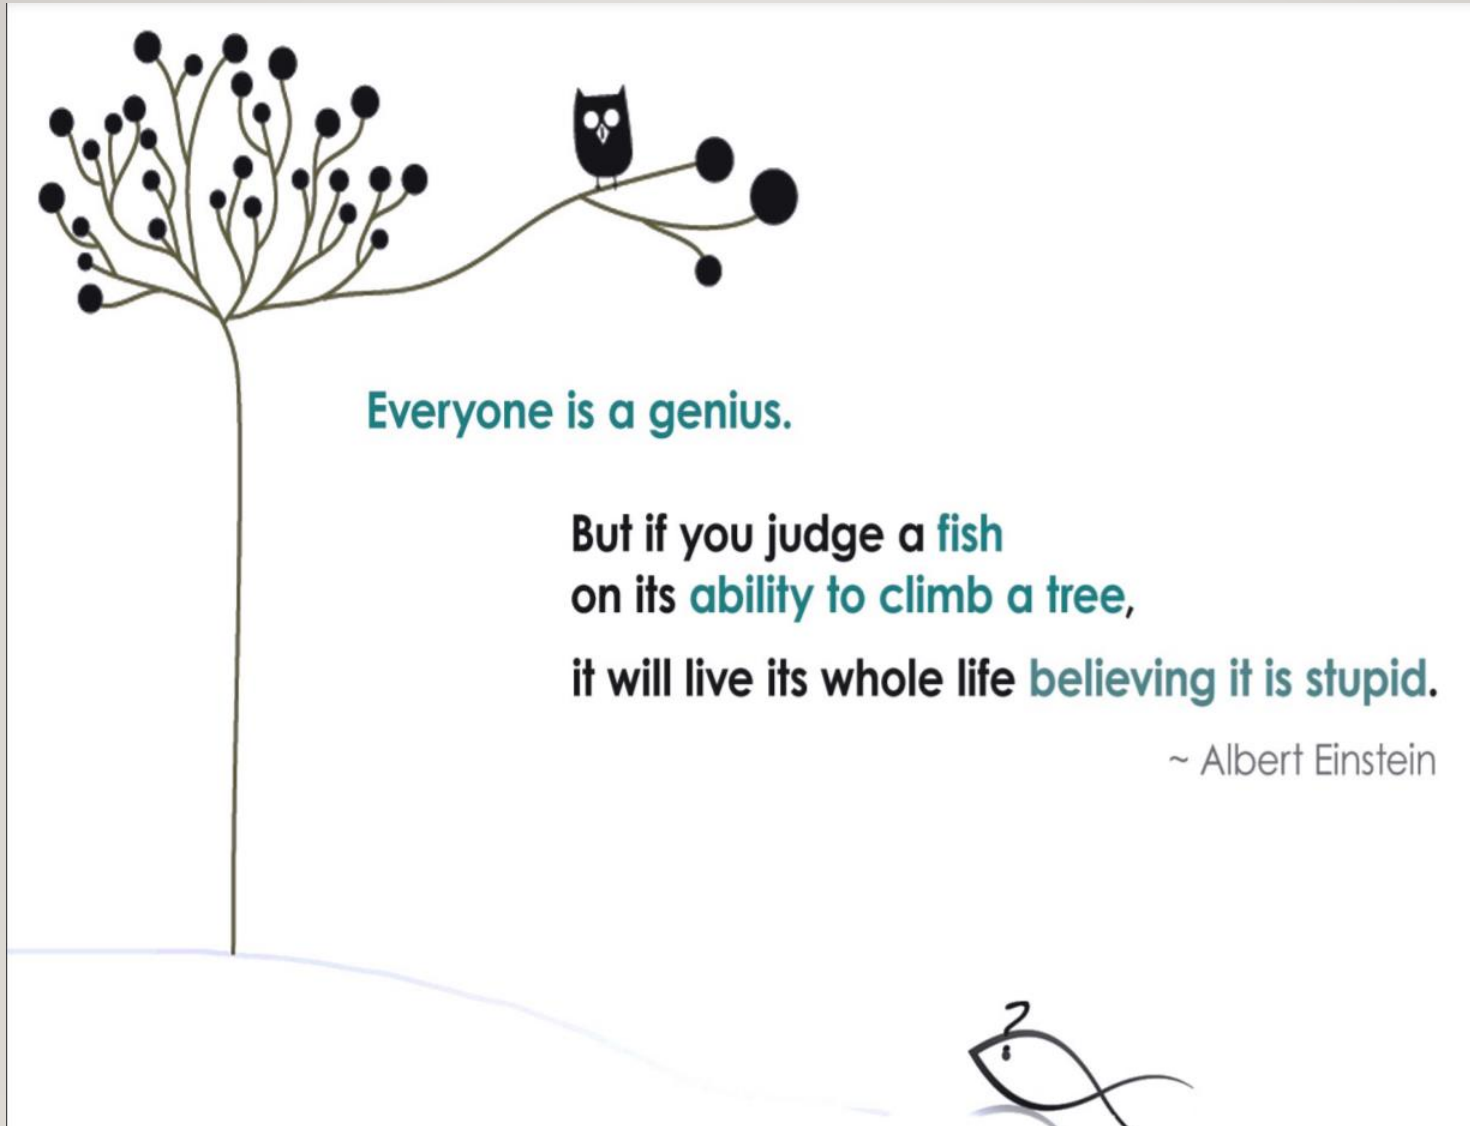 Everyone is a genius.
But if you judge a fish
on its ability to climb a tree,
it will live its whole life believing it is stupid.
~ Albert Einstein
?